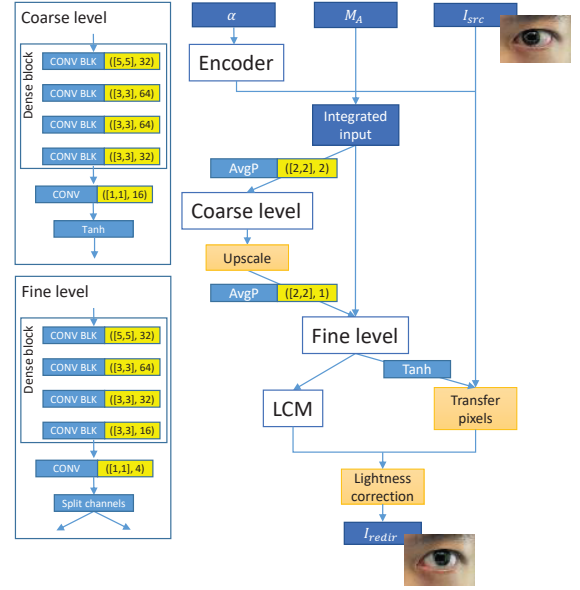 Coarse level
Dense block
CONV BLK ([5,5], 32)
CONV BLK ([3,3], 64)
CONV BLK ([3,3], 64)
CONV BLK ([3,3], 32)
CONV ([1,1], 16)
Tanh
Fine level
Dense block
CONV BLK ([5,5], 32)
CONV BLK ([3,3], 64)
CONV BLK ([3,3], 32)
CONV BLK ([3,3], 16)
CONV ([1,1], 4)
Split channels
α
M_A
I_src
Encoder
Integrated
input
AvgP ([2,2], 2)
Coarse level
Upscale
AvgP ([2,2], 1)
Fine level
Tanh
LCM
Transfer
pixels
Lightness
correction
I_redir